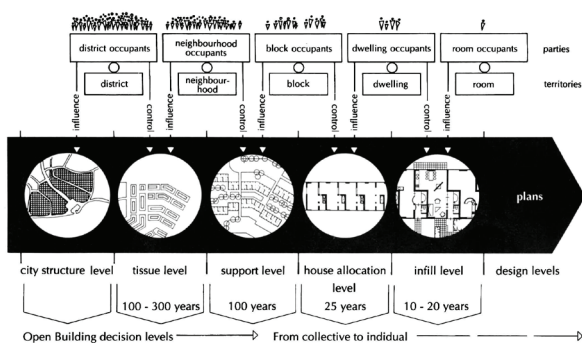 district occupants
neighbourhood
occupants
block occupants
dwelling occupants
room occupants
parties
district
neighbour-
hood
block
dwelling
room
territories
influence
control
influence
control
influence
control
influence
control
influence
plans
city structure level
tissue level
support level
house allocation
level
infill level
design levels
100 - 300 years
100 years
25 years
10 - 20 years
Open Building decision levels
From collective to indidual